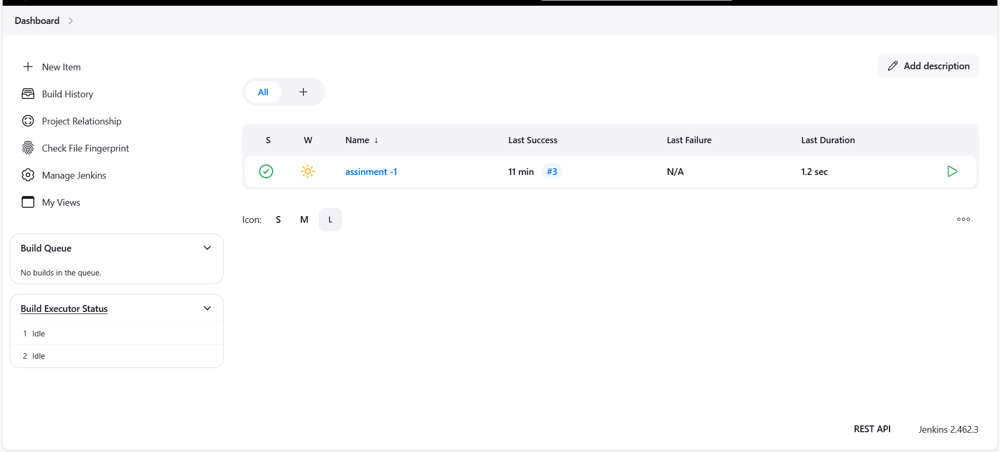 Dashboard
New Item
Build History
Project Relationship
Check File Fingerprint
Manage Jenkins
My Views
Build Queue
No builds in the queue.
Build Executor Status
1 Idle
2 Idle
Add description
All +
S W Name ↓ Last Success Last Failure Last Duration
assinment -1 11 min #3 N/A 1.2 sec
Icon: S M L
REST API Jenkins 2.462.3